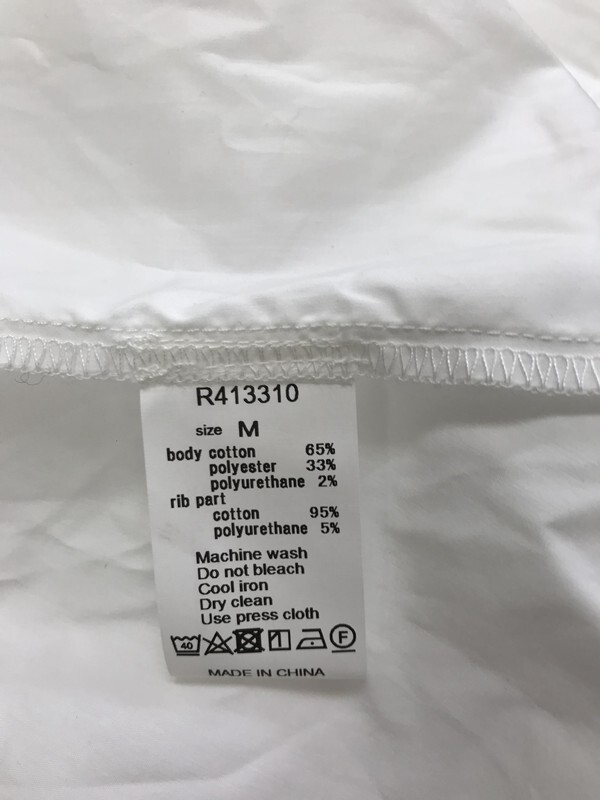 R413310
size M
body cotton 65%
polyester 33%
polyurethane 2%
rib part
cotton 95%
polyurethane 5%
Machine wash
Do not bleach
Cool iron
Dry clean
Use press cloth
40 F
MADE IN CHINA